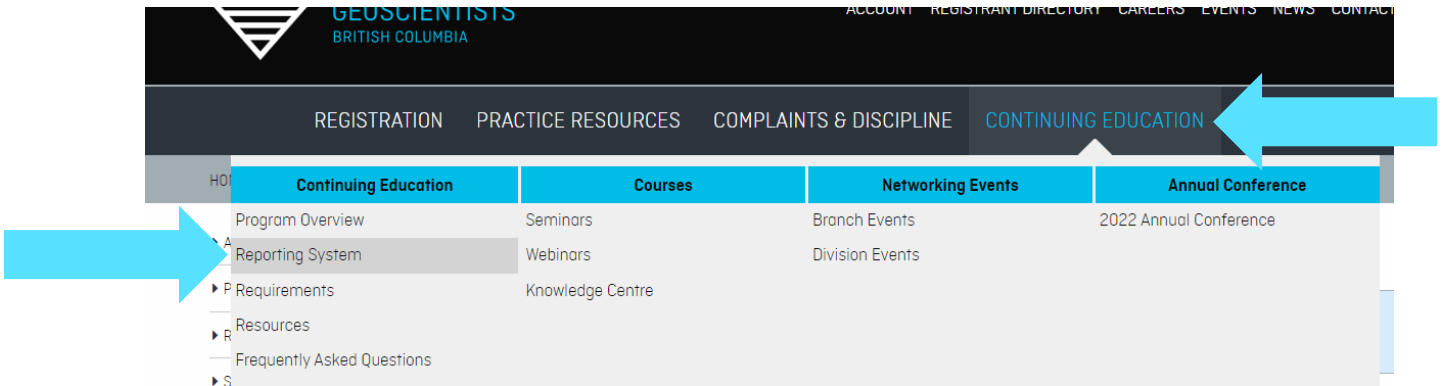 GEOSCIENTISTS
BRITISH COLUMBIA
ACCOUNT REGISTRANT DIRECTORY CAREERS EVENTS NEWS CONTACT
REGISTRATION PRACTICE RESOURCES COMPLAINTS & DISCIPLINE CONTINUING EDUCATION
Continuing Education Courses Networking Events Annual Conference
Program Overview Seminars Branch Events 2022 Annual Conference
Reporting System Webinars Division Events
Requirements Knowledge Centre
Resources
Frequently Asked Questions